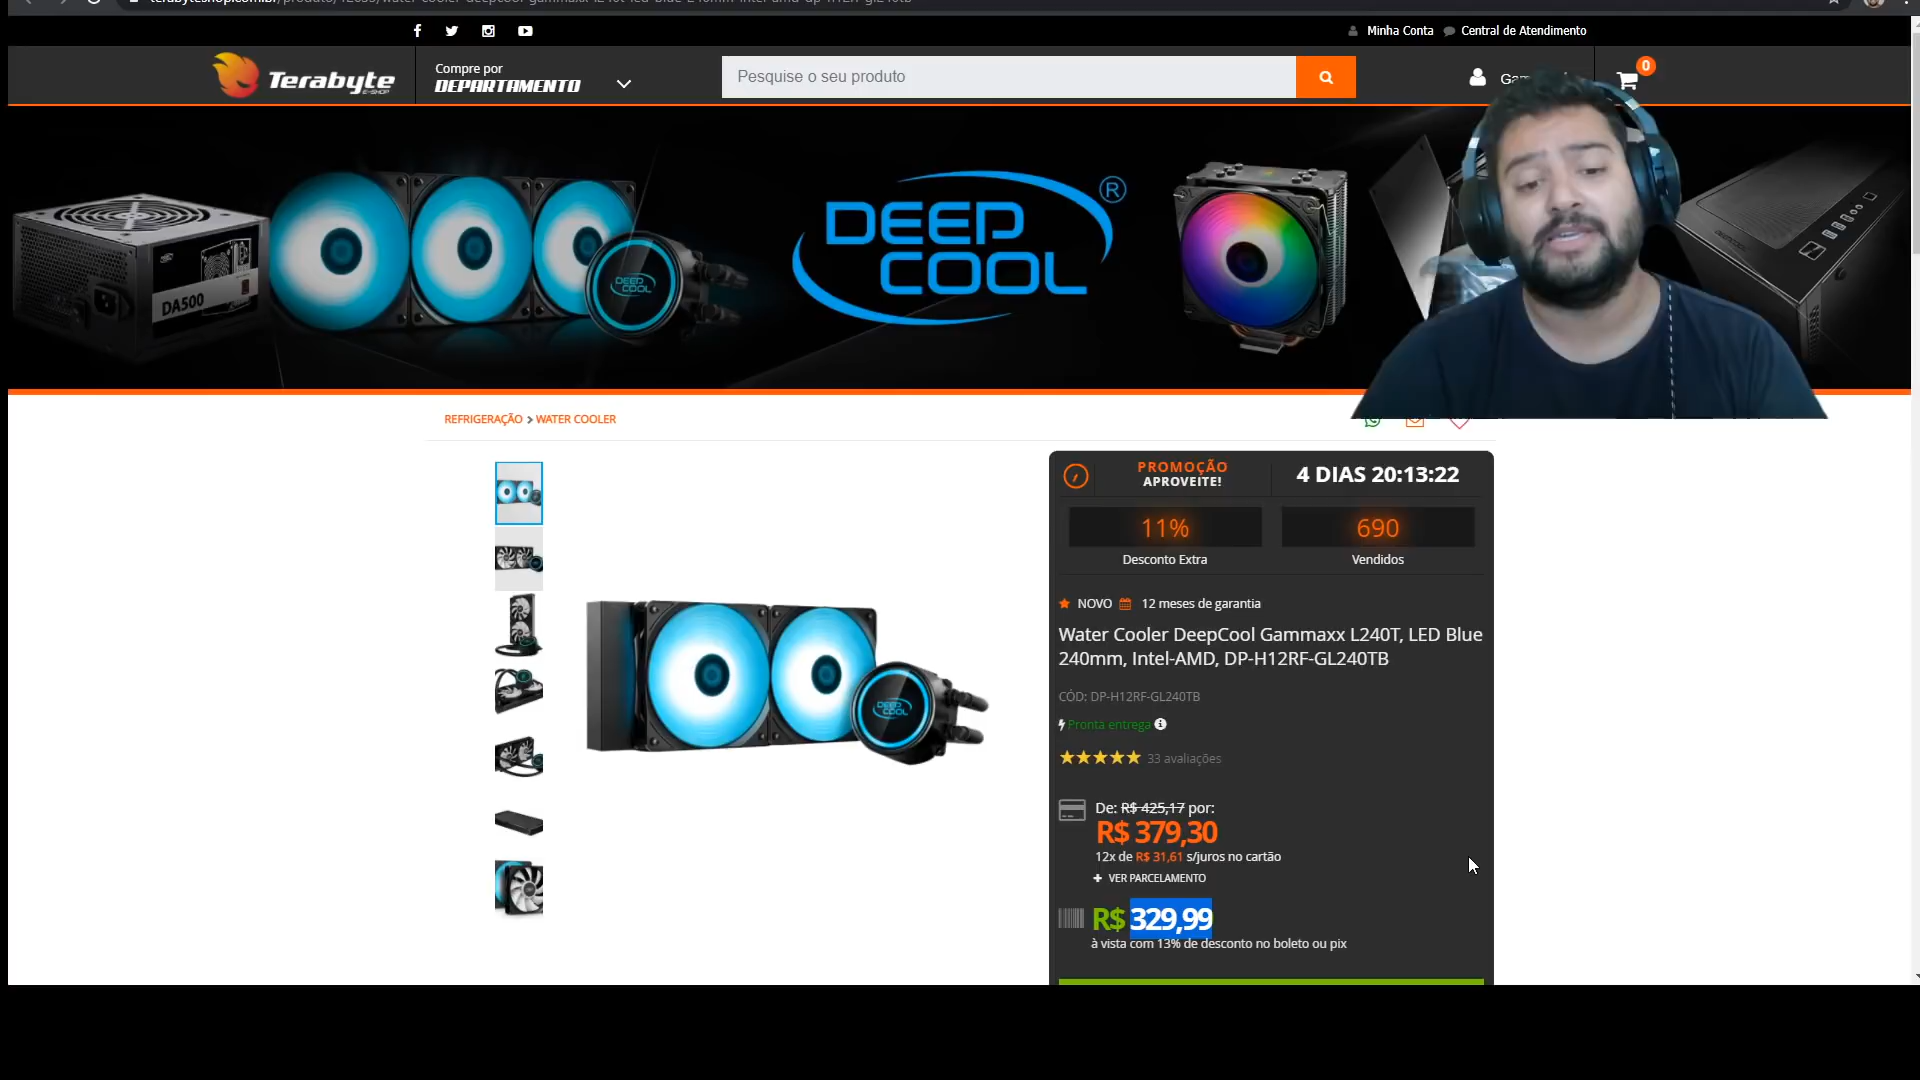 Minha Conta
Central de Atendimento
Terabyte
E-SHOP
Compre por
DEPARTAMENTO
Pesquise o seu produto
0
DEEP
COOL
®
DEEP
COOL
DA500
REFRIGERAÇÃO > WATER COOLER
PROMOÇÃO
APROVEITE!
4 DIAS 20:13:22
11%
Desconto Extra
690
Vendidos
NOVO
12 meses de garantia
Water Cooler DeepCool Gammaxx L240T, LED Blue
240mm, Intel-AMD, DP-H12RF-GL240TB
CÓD: DP-H12RF-GL240TB
Pronta entrega
33 avaliações
De: R$ 425,17 por:
R$ 379,30
12x de R$ 31,61 s/juros no cartão
+ VER PARCELAMENTO
R$ 329,99
à vista com 13% de desconto no boleto ou pix
DEEP
COOL